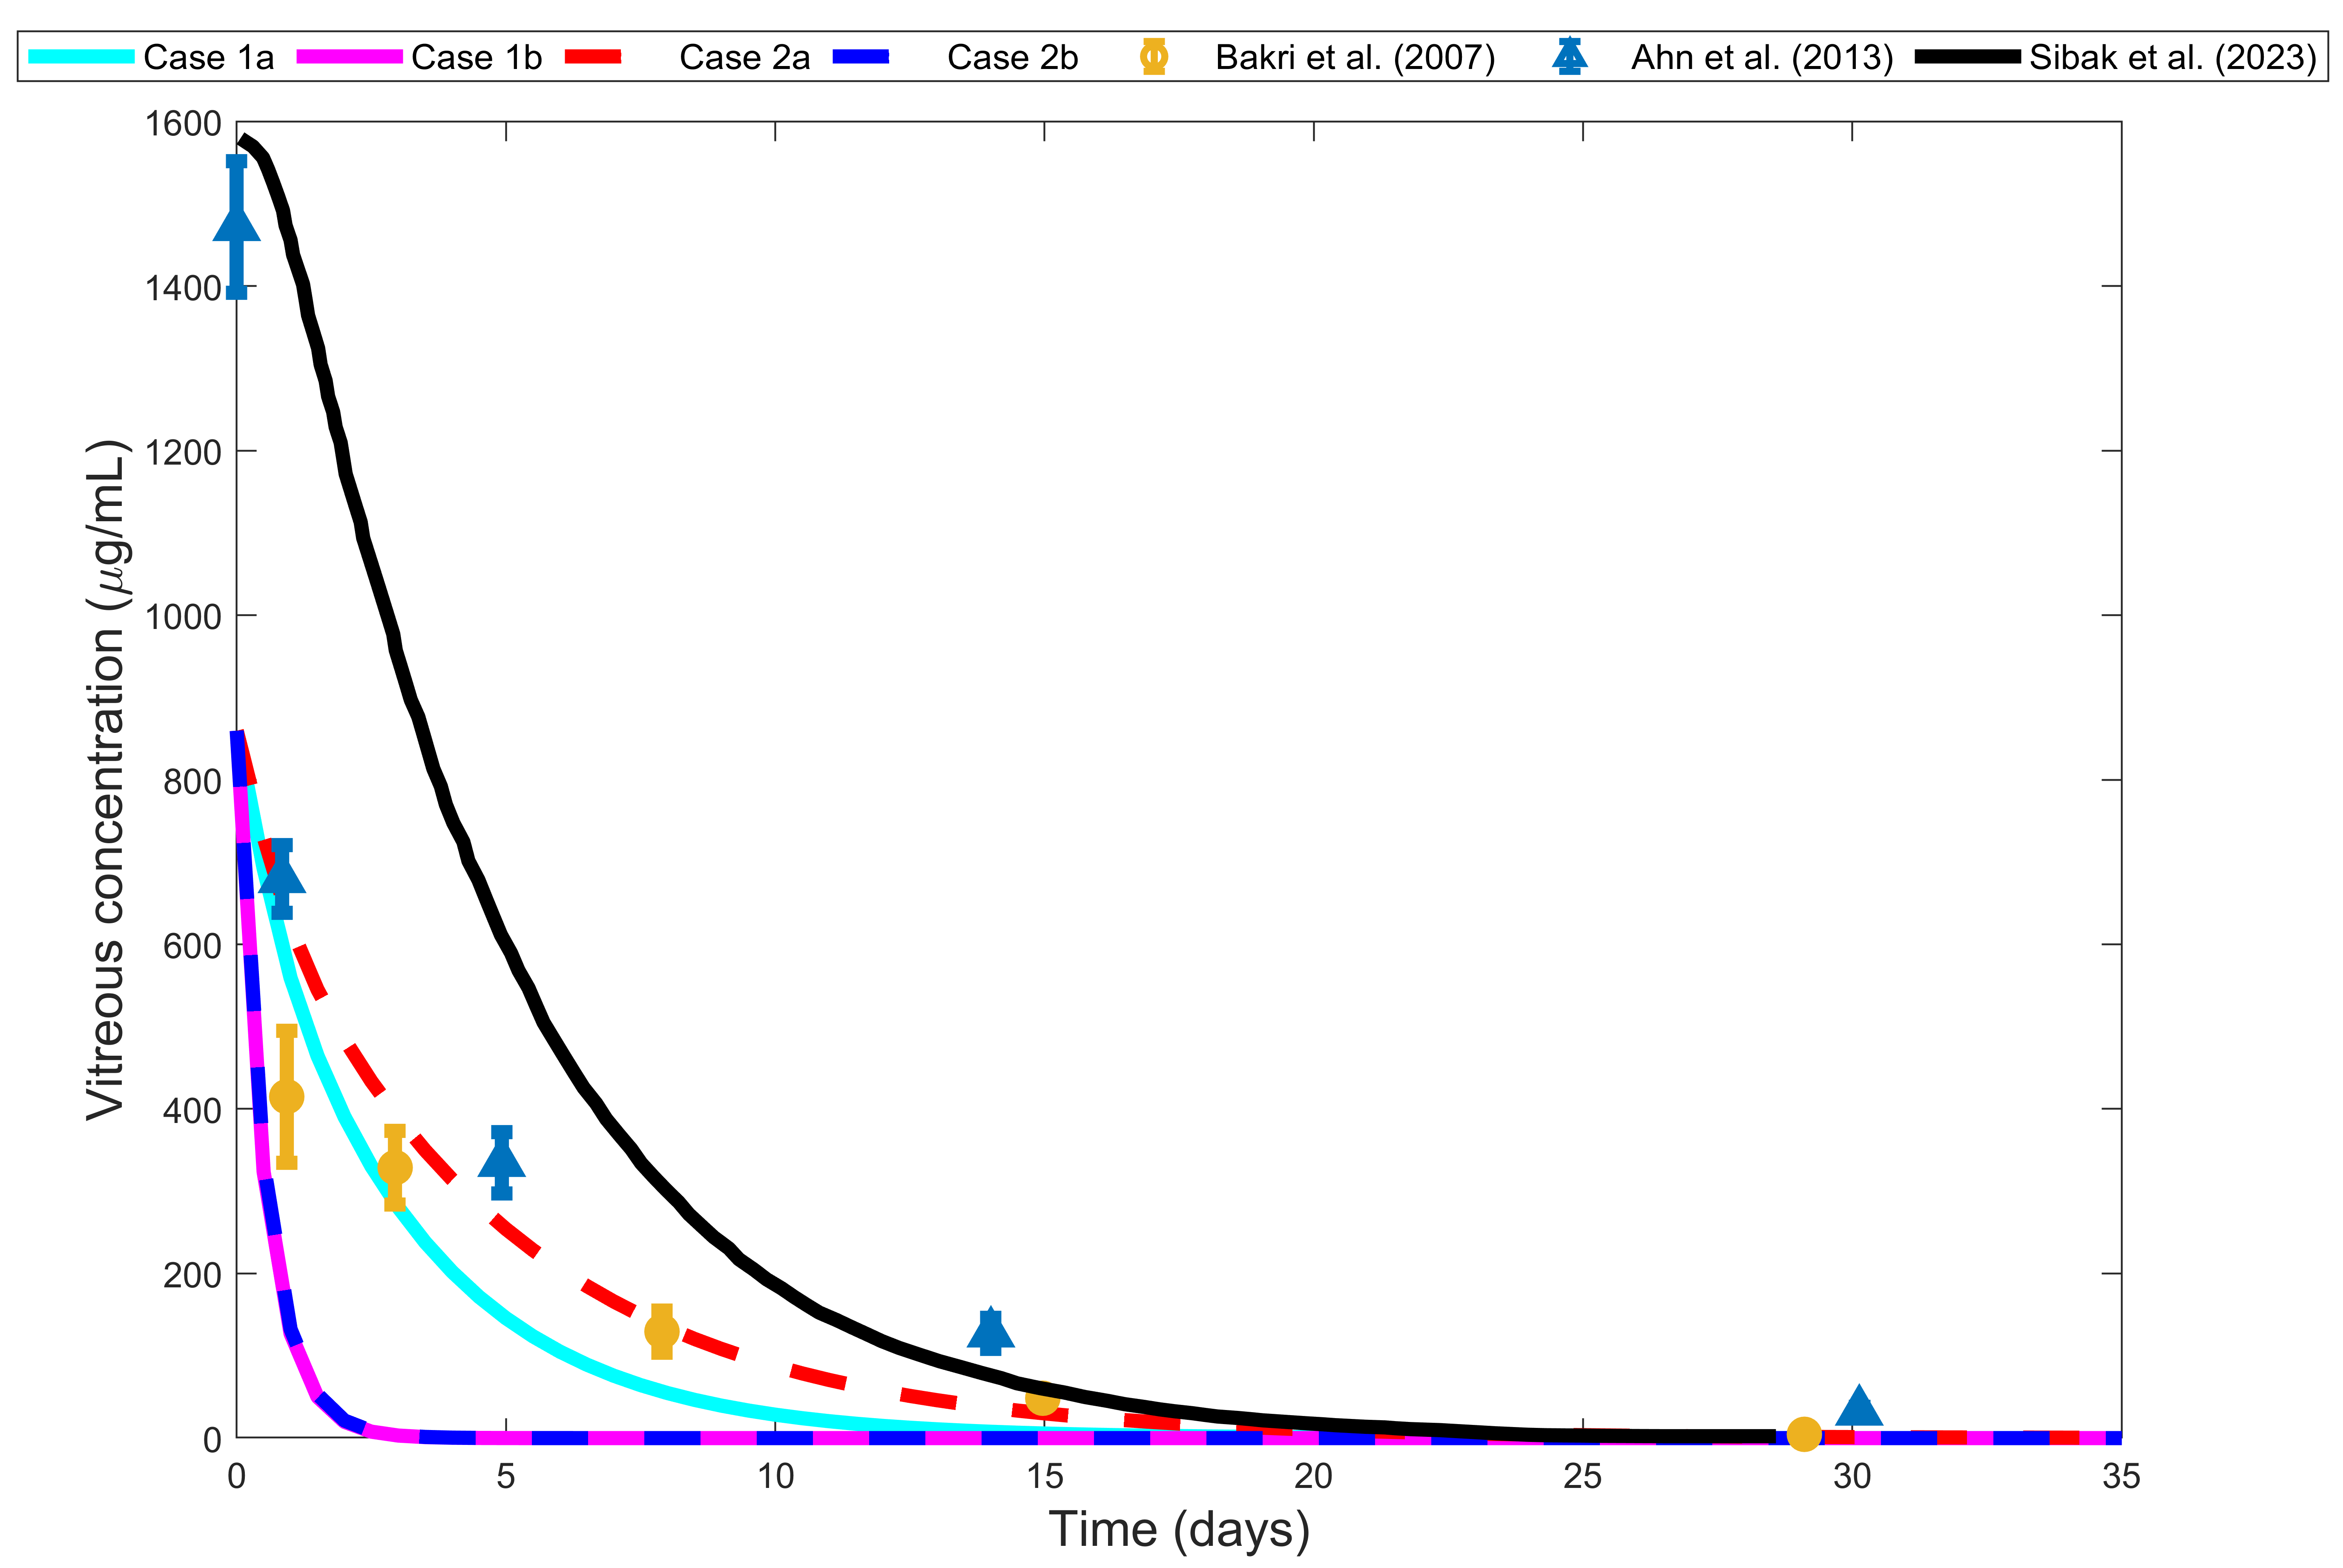 Case 1a Case 1b Case 2a Case 2b Bakri et al. (2007) Ahn et al. (2013) Sibak et al. (2023)
1600
1400
1200
1000
800
600
400
200
0
Vitreous concentration (μg/mL)
0 5 10 15 20 25 30 35
Time (days)